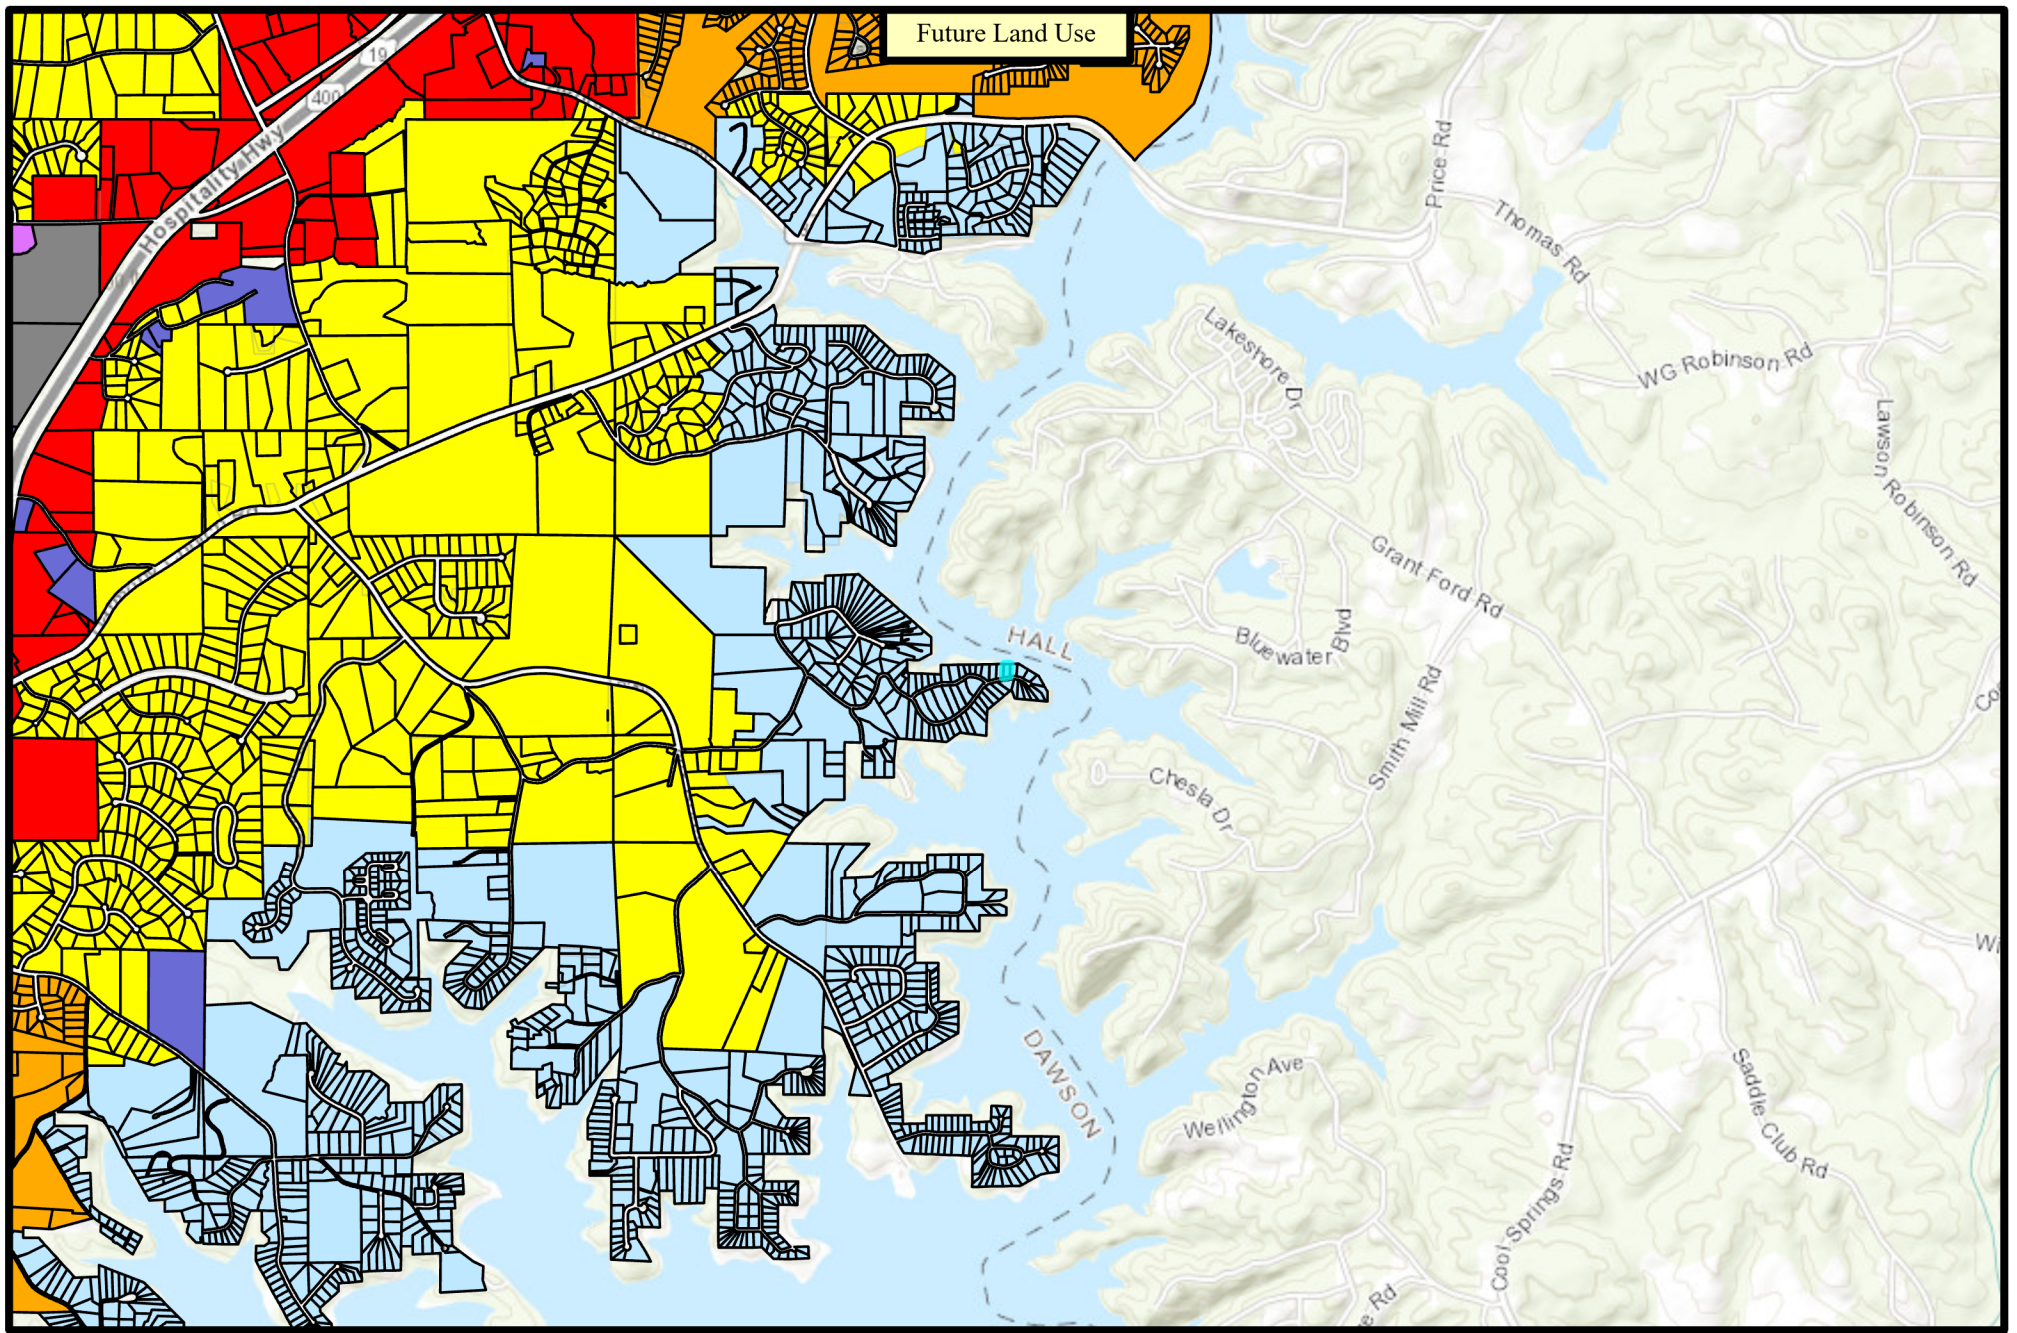 Future Land Use
19
400
Hospitality Hwy
Price Rd
Thomas Rd
Lakeshore Dr
WG Robinson Rd
Lawson Robinson Rd
Grant Ford Rd
HALL
Bluewater Blvd
Smith Mill Rd
Chesla Dr
DAWSON
Wellington Ave
Saddle Club Rd
Cool Springs Rd
e Rd
Co
Wi